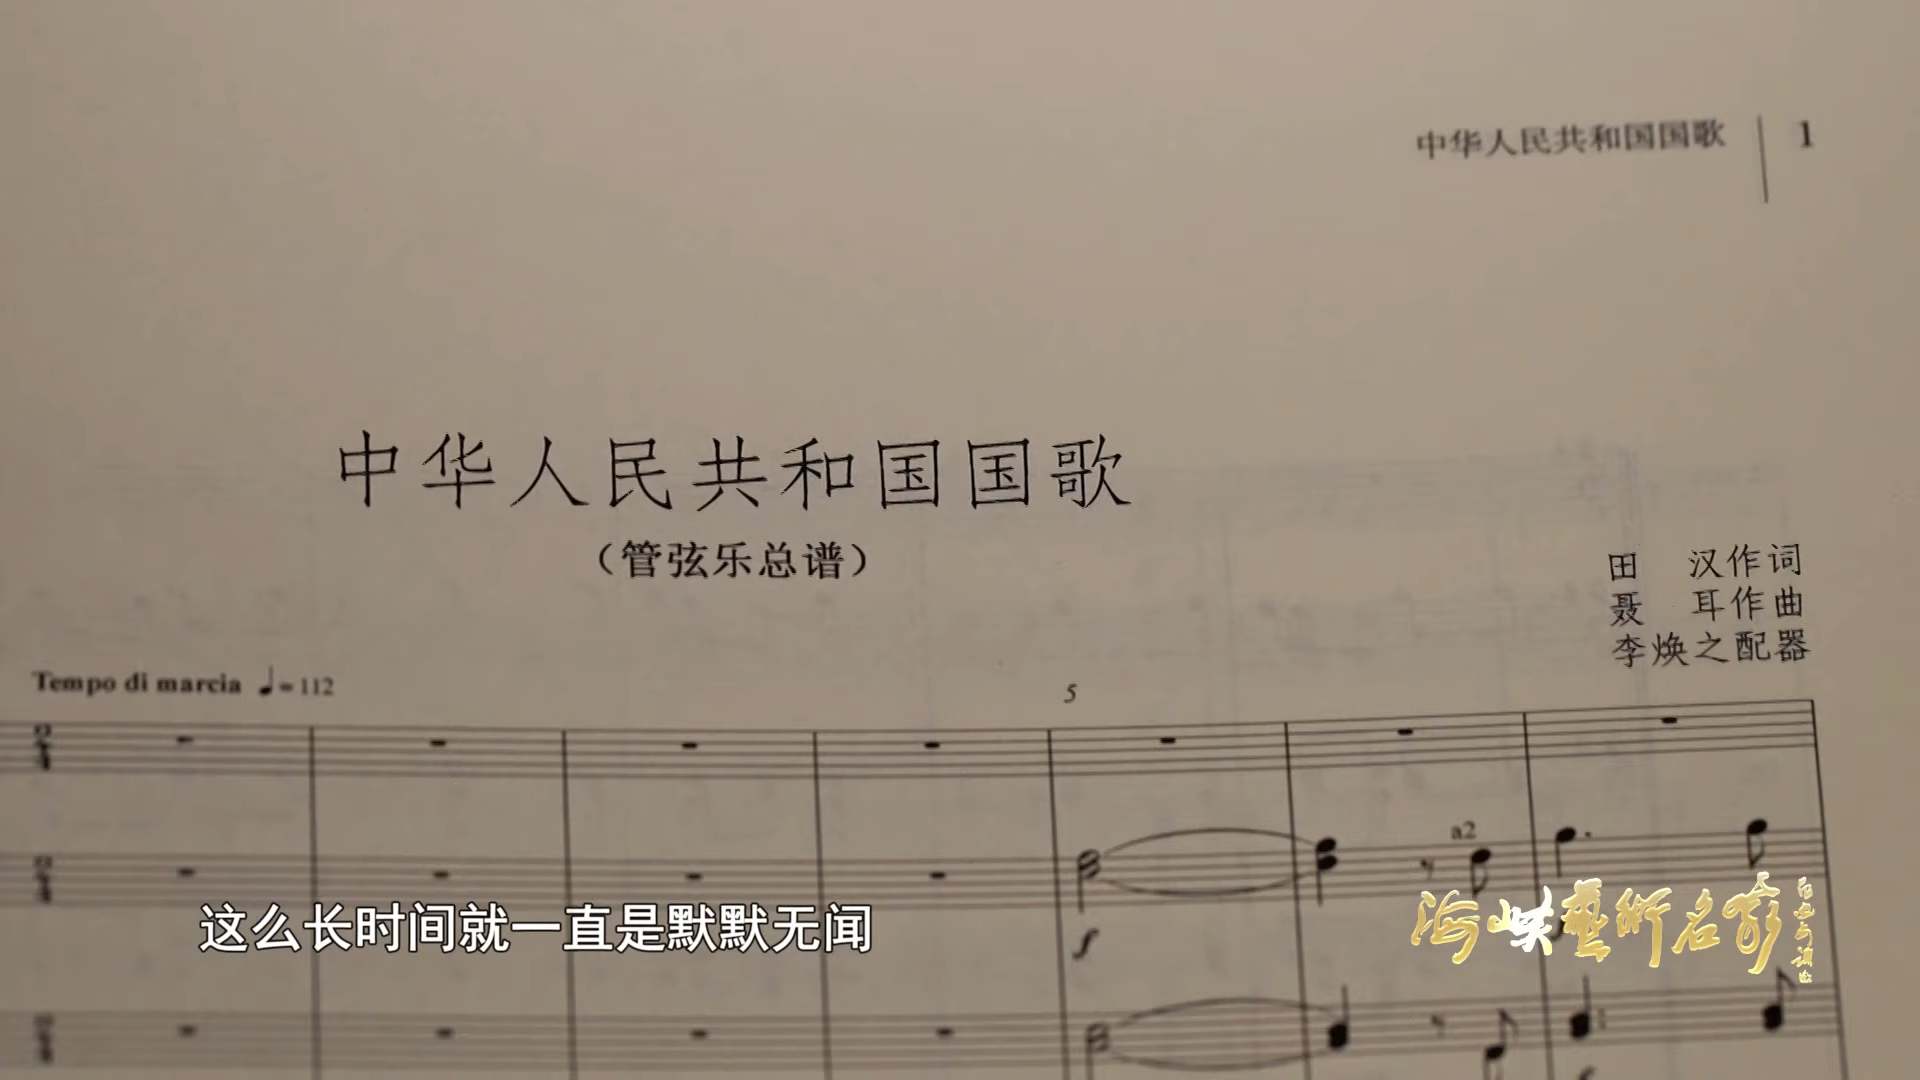 中华人民共和国国歌 1
中华人民共和国国歌
（管弦乐总谱）
田 汉作词
聂 耳作曲
李焕之配器
Tempo di marcia ♩=112
5
a2
f
这么长时间就一直是默默无闻
海峡艺术名家